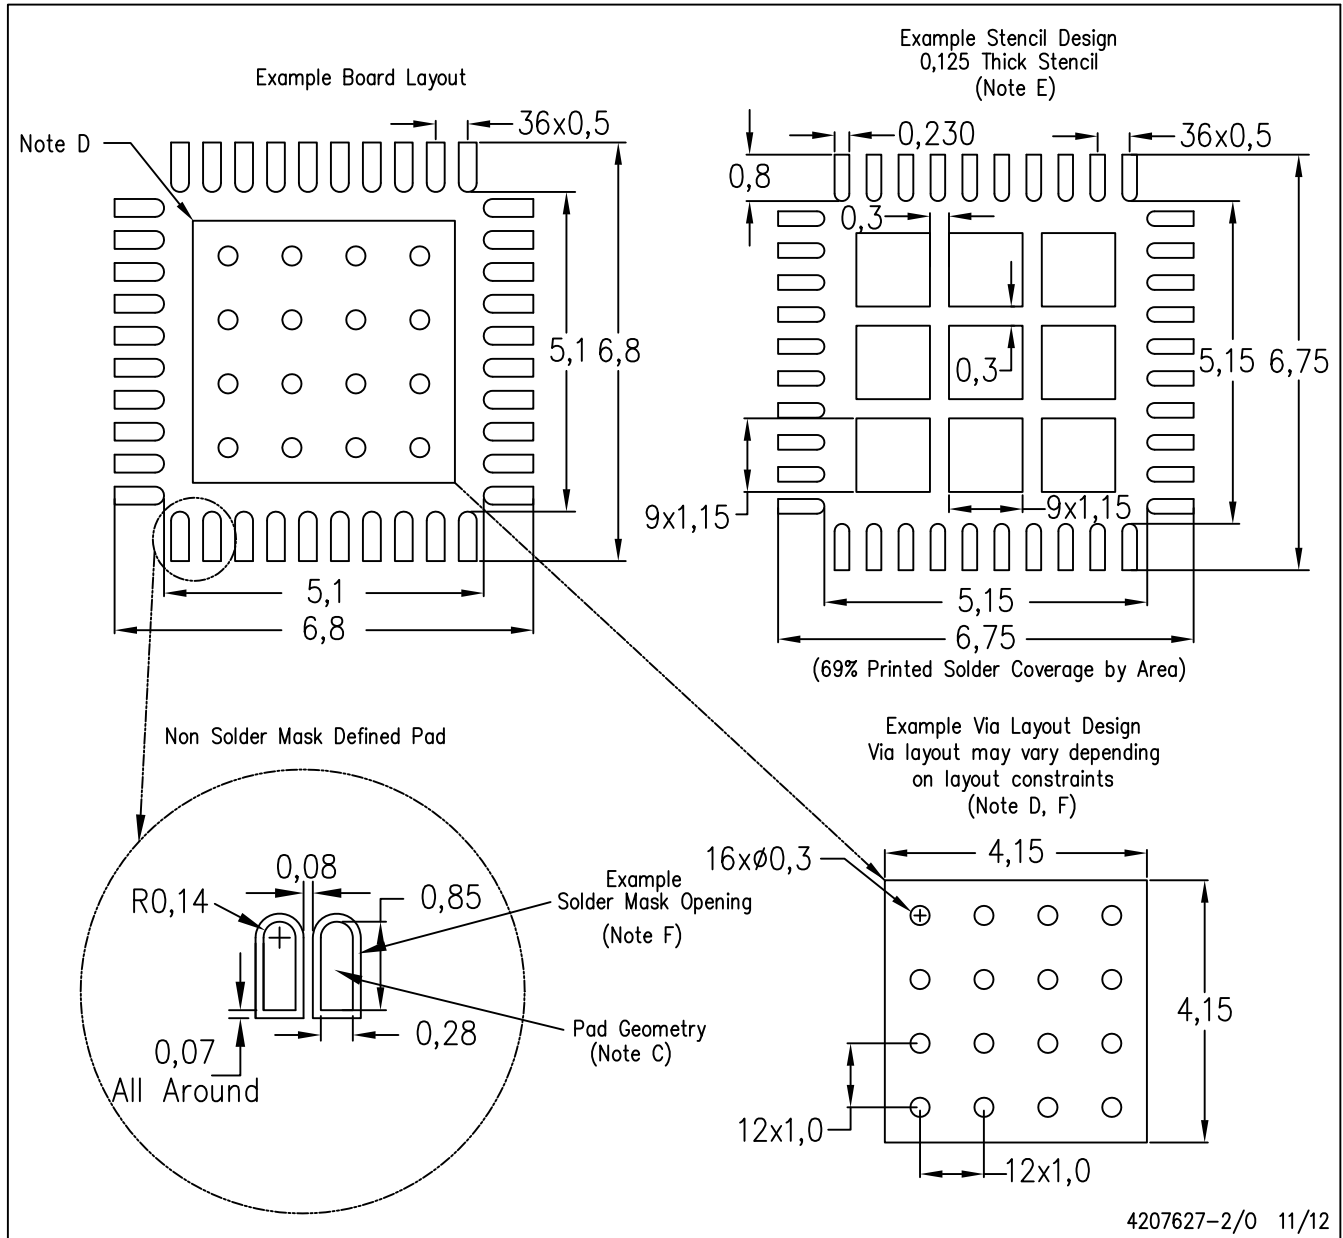 Example Board Layout
Note D
36x0,5
5,1
6,8
5,1
6,8
Example Stencil Design
0,125 Thick Stencil
(Note E)
0,230
36x0,5
0,8
0,3
0,3
5,15
6,75
9x1,15
9x1,15
5,15
6,75
(69% Printed Solder Coverage by Area)
Non Solder Mask Defined Pad
0,08
R0,14
0,85
Example
Solder Mask Opening
(Note F)
Pad Geometry
(Note C)
0,28
0,07
All Around
Example Via Layout Design
Via layout may vary depending
on layout constraints
(Note D, F)
16xø0,3
4,15
4,15
12x1,0
12x1,0
4207627-2/O 11/12